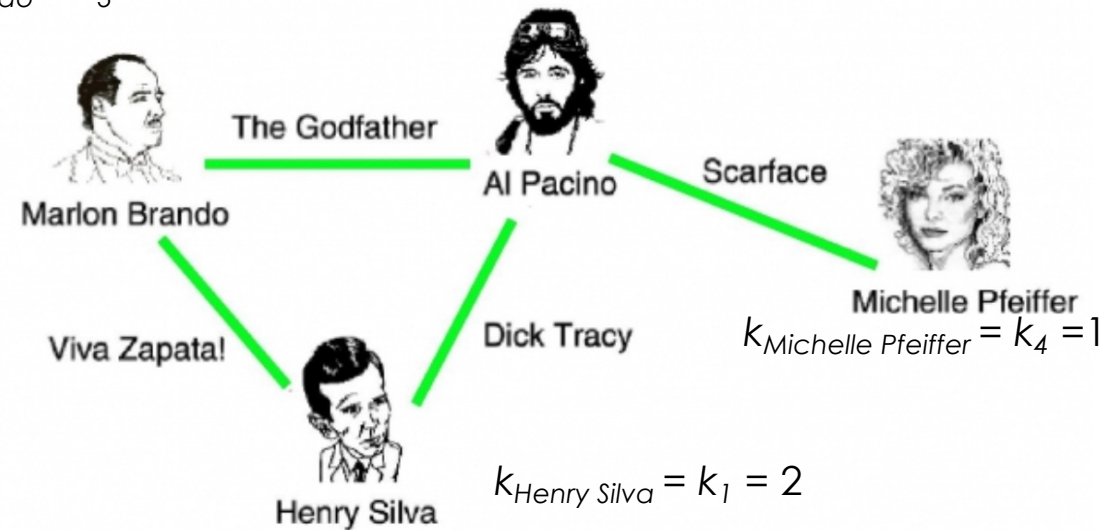 The Godfather
Al Pacino
Scarface
Marlon Brando
Michelle Pfeiffer
k_Michelle Pfeiffer = k_4 =1
Viva Zapata!
Dick Tracy
k_Henry Silva = k_1 = 2
Henry Silva